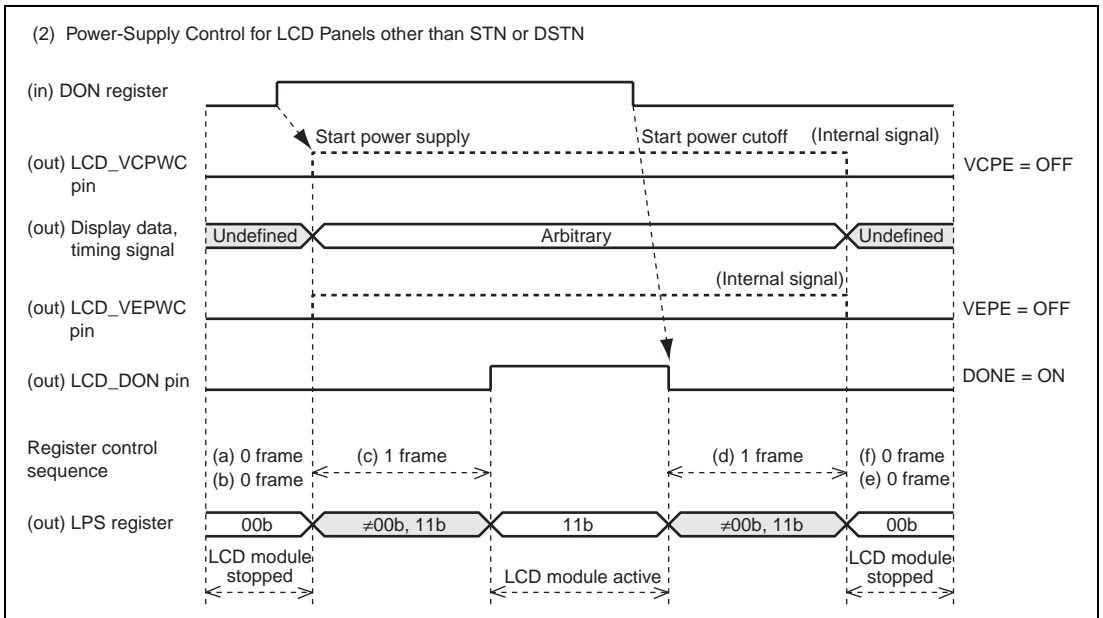 (2) Power-Supply Control for LCD Panels other than STN or DSTN
(in) DON register
Start power supply
Start power cutoff
(Internal signal)
(out) LCD_VCPWC
pin
VCPE = OFF
(out) Display data,
timing signal
Undefined
Arbitrary
Undefined
(Internal signal)
(out) LCD_VEPWC
pin
VEPE = OFF
(out) LCD_DON pin
DONE = ON
Register control
sequence
(a) 0 frame
(b) 0 frame
(c) 1 frame
(d) 1 frame
(f) 0 frame
(e) 0 frame
(out) LPS register
00b
≠00b, 11b
11b
≠00b, 11b
00b
LCD module
stopped
LCD module active
LCD module
stopped